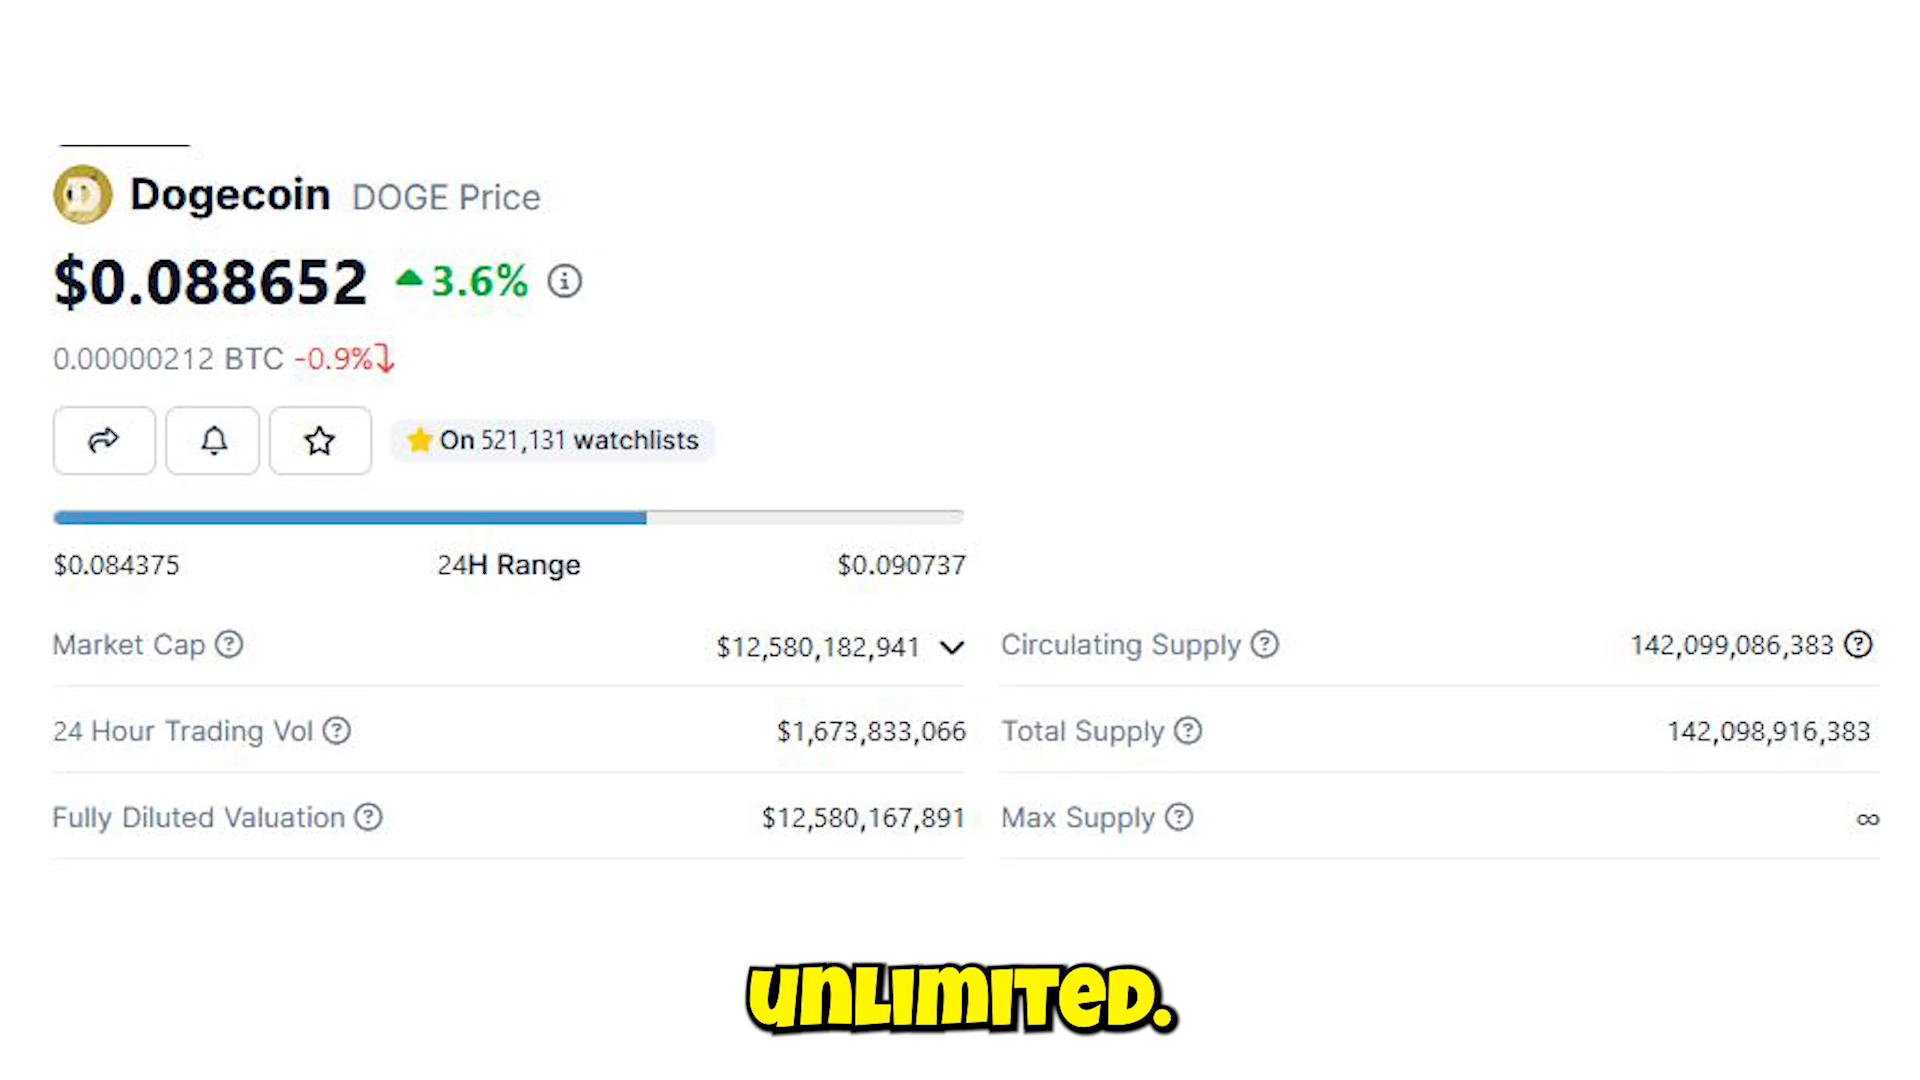 Dogecoin DOGE Price
$0.088652 3.6%
0.00000212 BTC -0.9%
On 521,131 watchlists
$0.084375 24H Range $0.090737
Market Cap $12,580,182,941
Circulating Supply 142,099,086,383
24 Hour Trading Vol $1,673,833,066
Total Supply 142,098,916,383
Fully Diluted Valuation $12,580,167,891
Max Supply ∞
UNLIMITED.